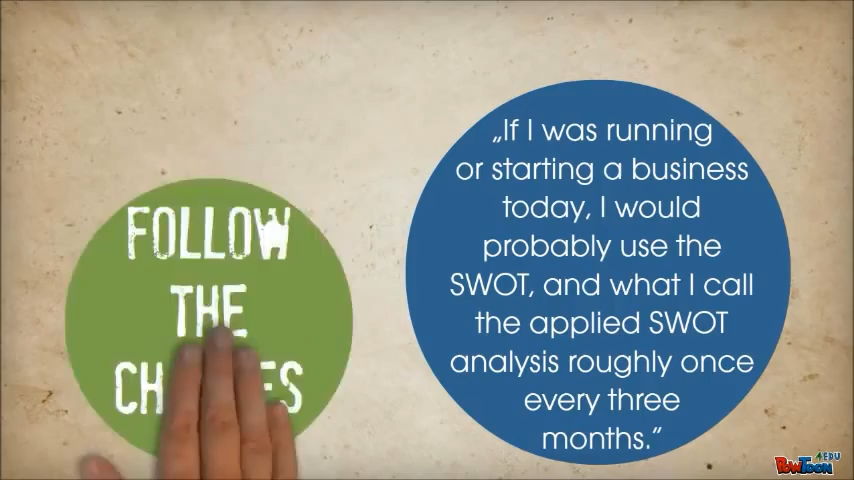 FOLLOW
THE
„If I was running
or starting a business
today, I would
probably use the
SWOT, and what I call
the applied SWOT
analysis roughly once
every three
months.”
EDU
PowToon